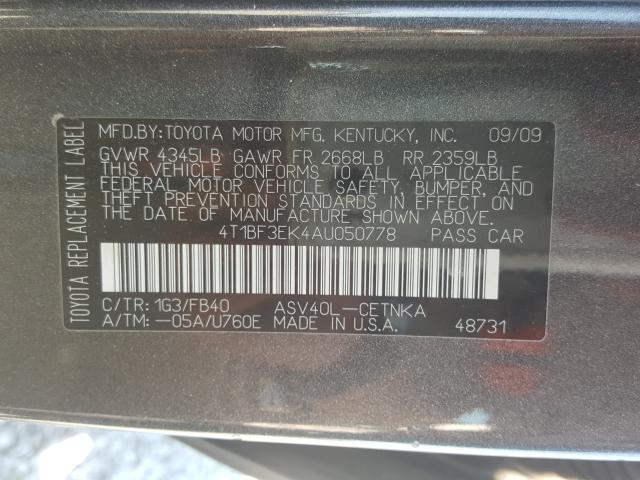 TOYOTA REPLACEMENT LABEL
MFD.BY:TOYOTA MOTOR MFG. KENTUCKY, INC. 09/09
GVWR 4345LB GAWR FR 2668LB RR 2359LB
THIS VEHICLE CONFORMS TO ALL APPLICABLE
FEDERAL MOTOR VEHICLE SAFETY, BUMPER, AND
THEFT PREVENTION STANDARDS IN EFFECT ON
THE DATE OF MANUFACTURE SHOWN ABOVE.
4T1BF3EK4AU050778 PASS CAR
C/TR: 1G3/FB40 ASV40L-CETNKA
A/TM: -05A/U760E MADE IN U.S.A. 48731